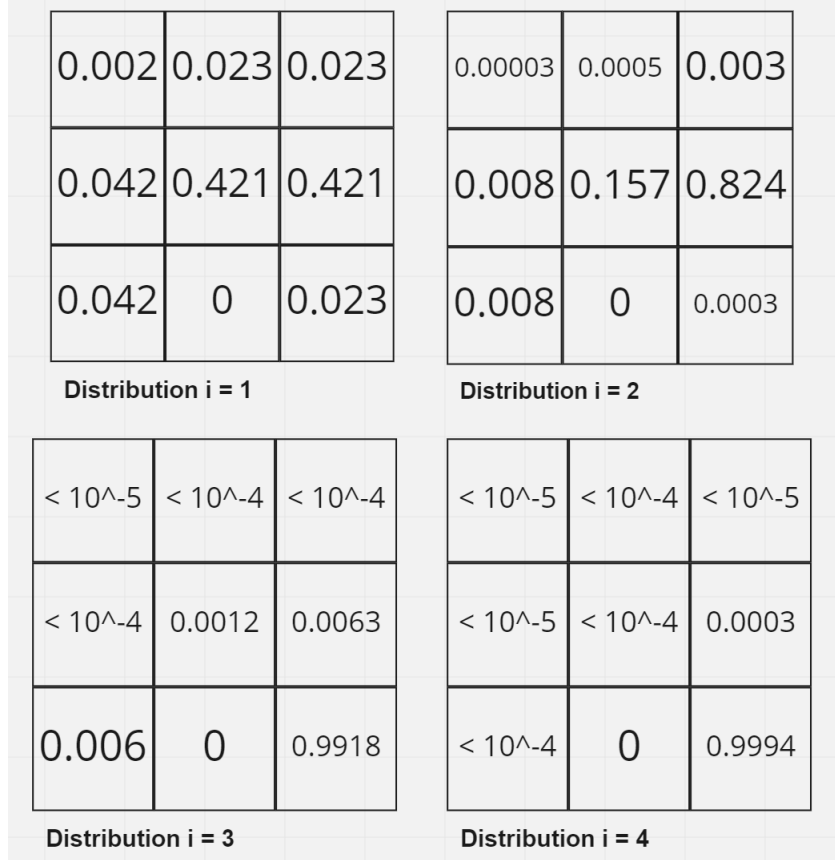 0.002 0.023 0.023
0.042 0.421 0.421
0.042 0 0.023
Distribution i = 1
0.00003 0.0005 0.003
0.008 0.157 0.824
0.008 0 0.0003
Distribution i = 2
< 10^-5 < 10^-4 < 10^-4
< 10^-4 0.0012 0.0063
0.006 0 0.9918
Distribution i = 3
< 10^-5 < 10^-4 < 10^-5
< 10^-5 < 10^-4 0.0003
< 10^-4 0 0.9994
Distribution i = 4